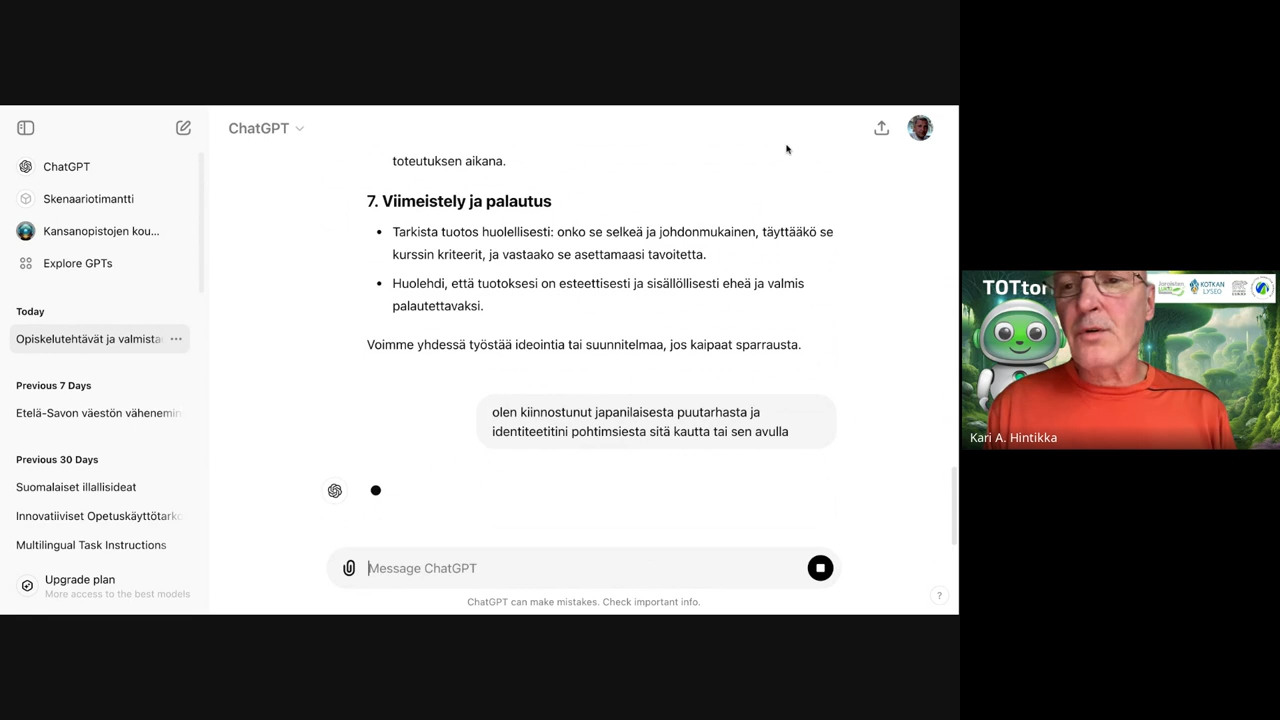 ChatGPT
toteutuksen aikana.
ChatGPT
Skenaariotimantti
Kansanopistojen kou...
Explore GPTs
7. Viimeistely ja palautus
Tarkista tuotos huolellisesti: onko se selkeä ja johdonmukainen, täyttääkö se
kurssin kriteerit, ja vastaako se asettamaasi tavoitetta.
Huolehdi, että tuotoksesi on esteettisesti ja sisällöllisesti eheä ja valmis
palautettavaksi.
Voimme yhdessä työstää ideointia tai suunnitelmaa, jos kaipaat sparrausta.
Today
Opiskelutehtävät ja valmista
Previous 7 Days
Etelä-Savon väestön vähenemin
Previous 30 Days
Suomalaiset illallisideat
Innovatiiviset Opetuskäyttötarko
Multilingual Task Instructions
Upgrade plan
More access to the best models
olen kiinnostunut japanilaisesta puutarhasta ja
identiteetitini pohtimsiesta sitä kautta tai sen avulla
Message ChatGPT
ChatGPT can make mistakes. Check important info.
?
TOTtor
KOTKAN
LYSEO
Kari A. Hintikka